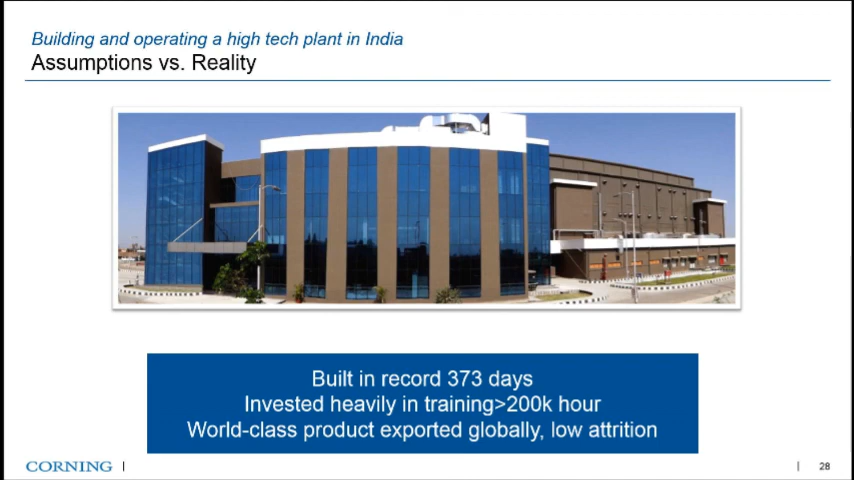 Building and operating a high tech plant in India
Assumptions vs. Reality
Built in record 373 days
Invested heavily in training>200k hour
World-class product exported globally, low attrition
CORNING |
| 28